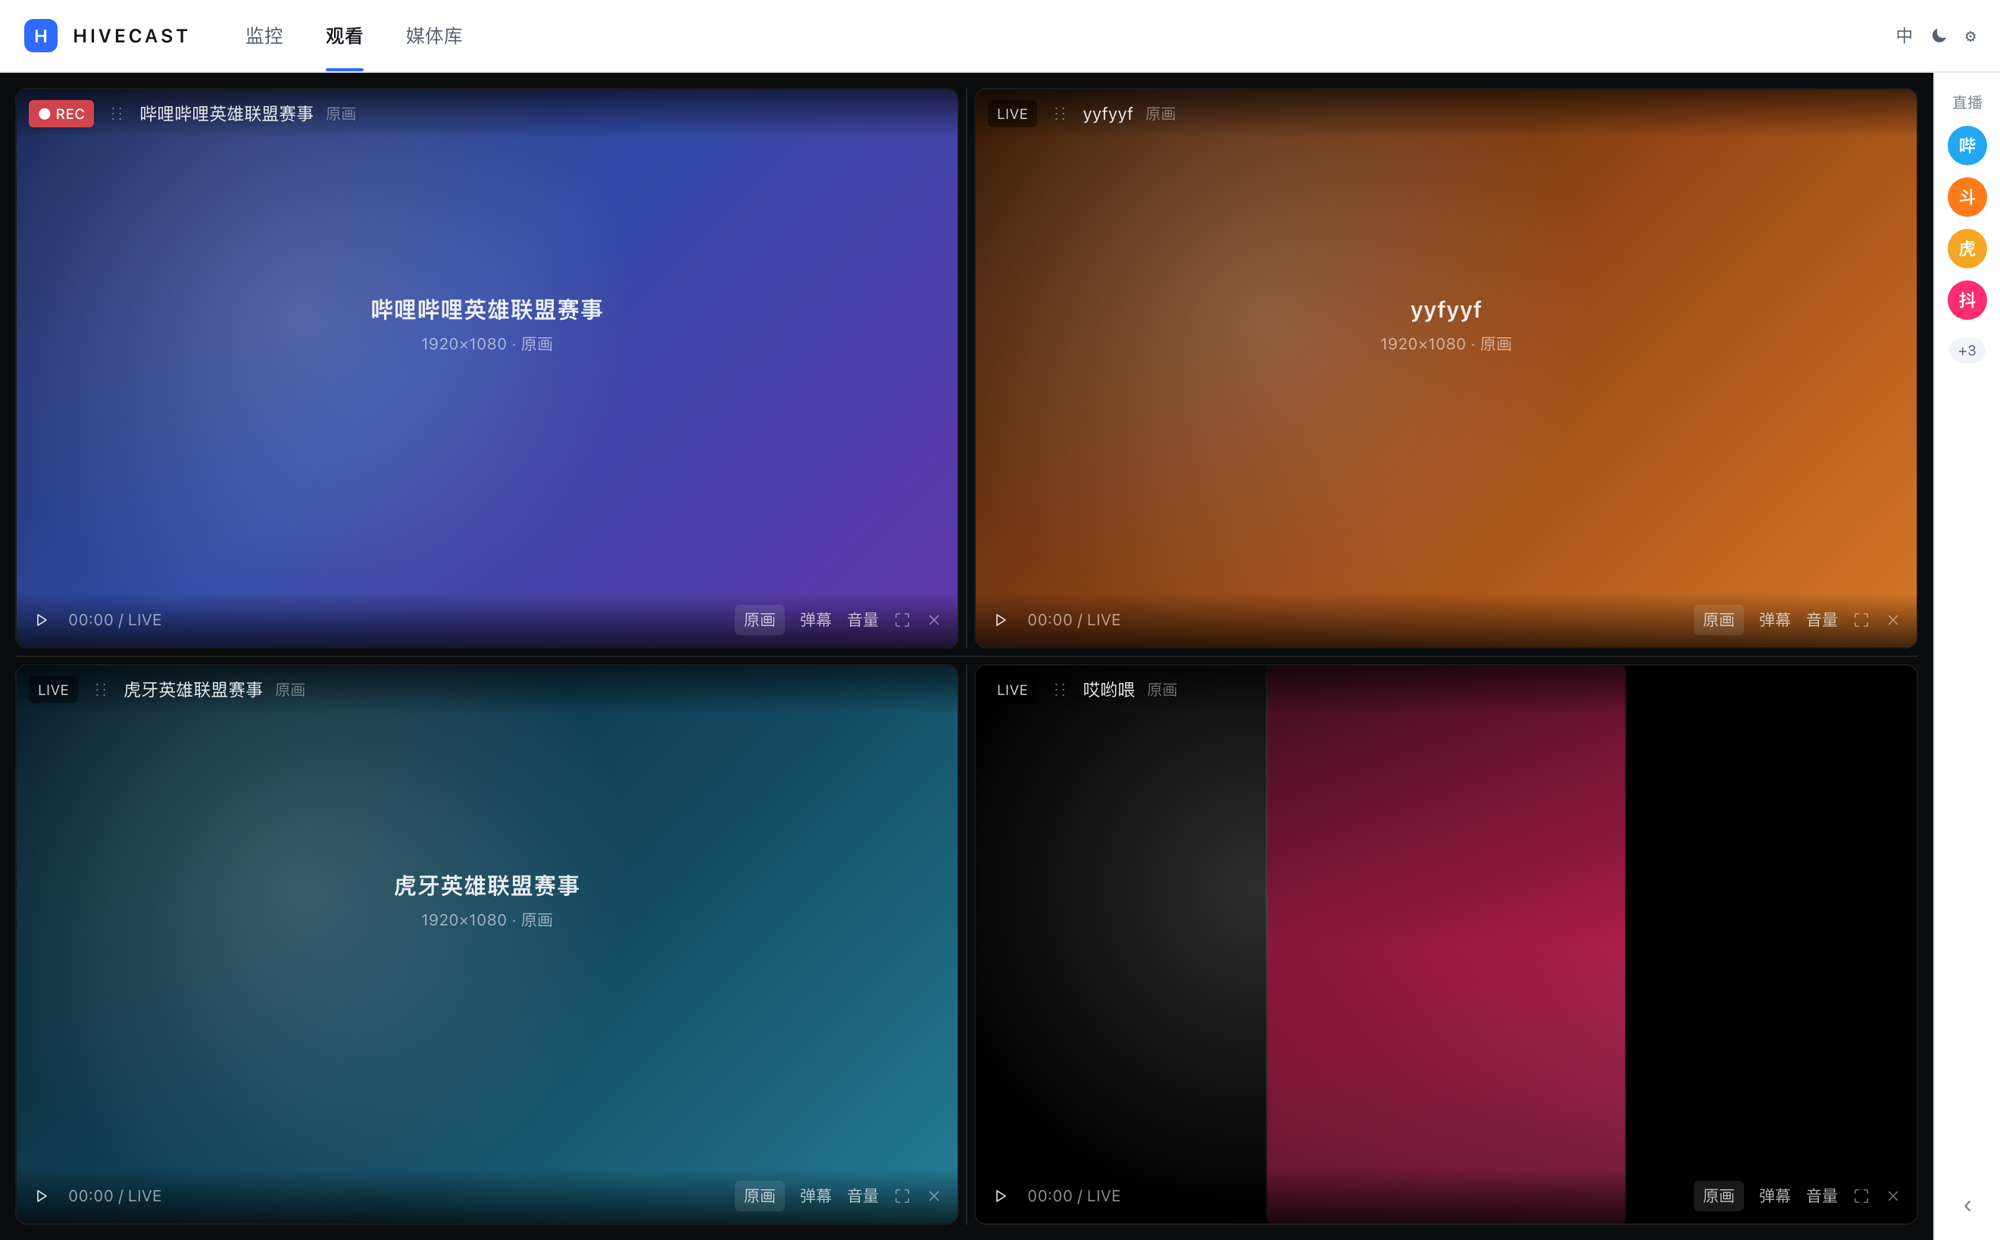 H HIVECAST 监控 观看 媒体库 中
REC 哔哩哔哩英雄联盟赛事 原画
哔哩哔哩英雄联盟赛事
1920×1080 · 原画
00:00 / LIVE 原画 弹幕 音量
LIVE yyfyyf 原画
yyfyyf
1920×1080 · 原画
00:00 / LIVE 原画 弹幕 音量
LIVE 虎牙英雄联盟赛事 原画
虎牙英雄联盟赛事
1920×1080 · 原画
00:00 / LIVE 原画 弹幕 音量
LIVE 哎哟喂 原画
00:00 / LIVE 原画 弹幕 音量
直播
哔
斗
虎
抖
+3